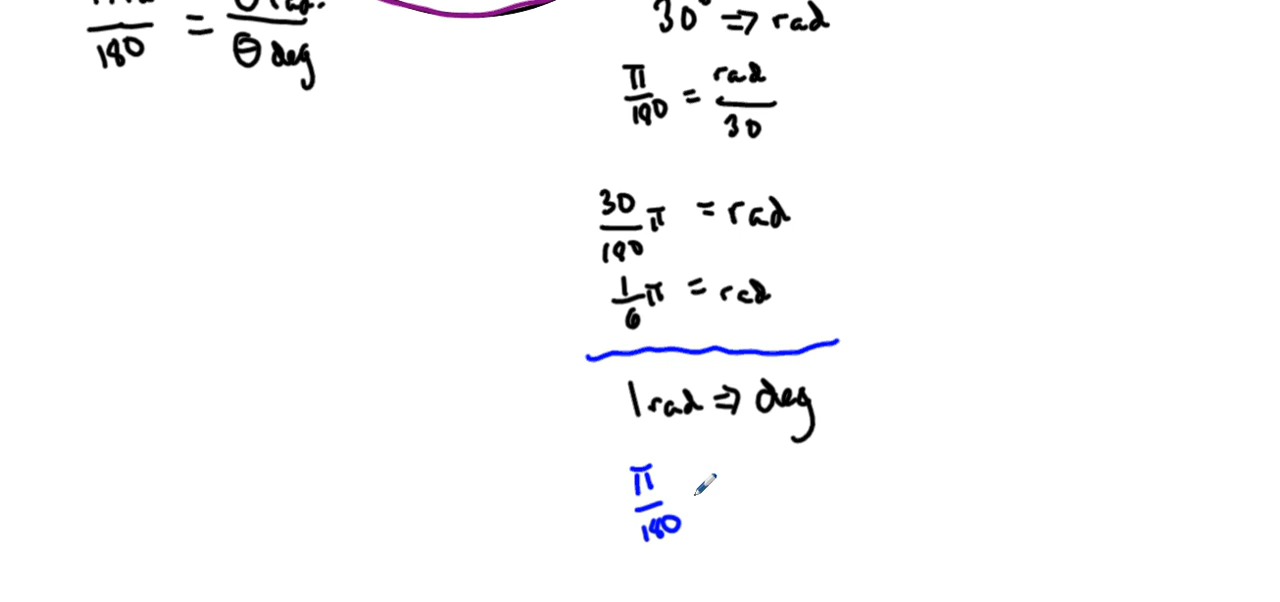 180 = θ deg
30° ⇒ rad
π/180 = rad/30
30/180 π = rad
1/6 π = rad
1 rad ⇒ deg
π/180